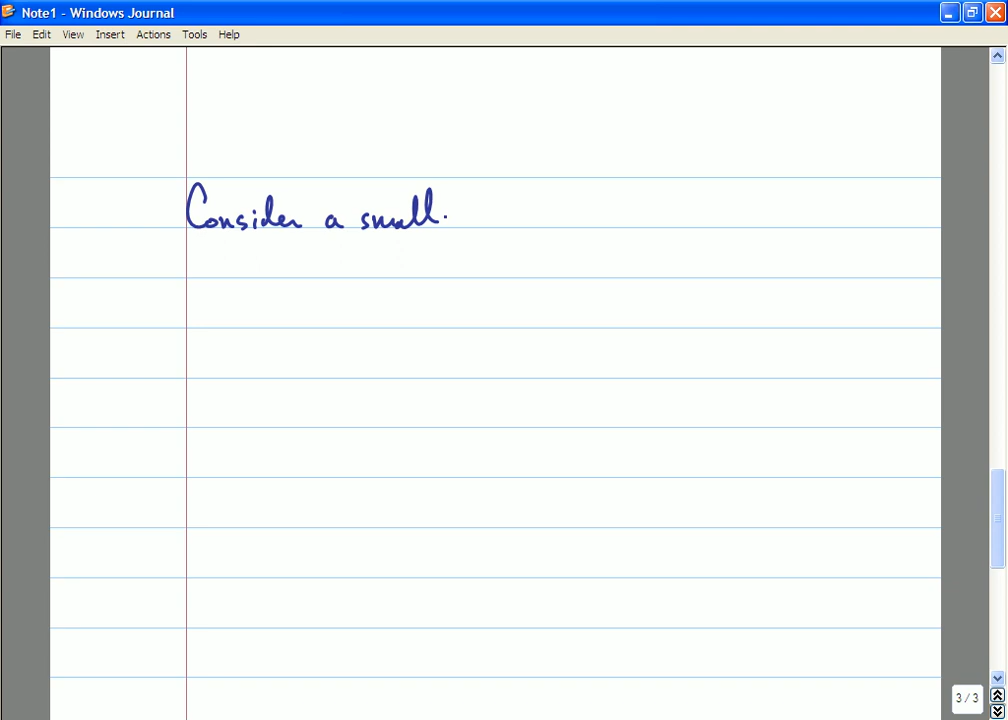 Note1 - Windows Journal
File Edit View Insert Actions Tools Help
Consider a small.
3 / 3